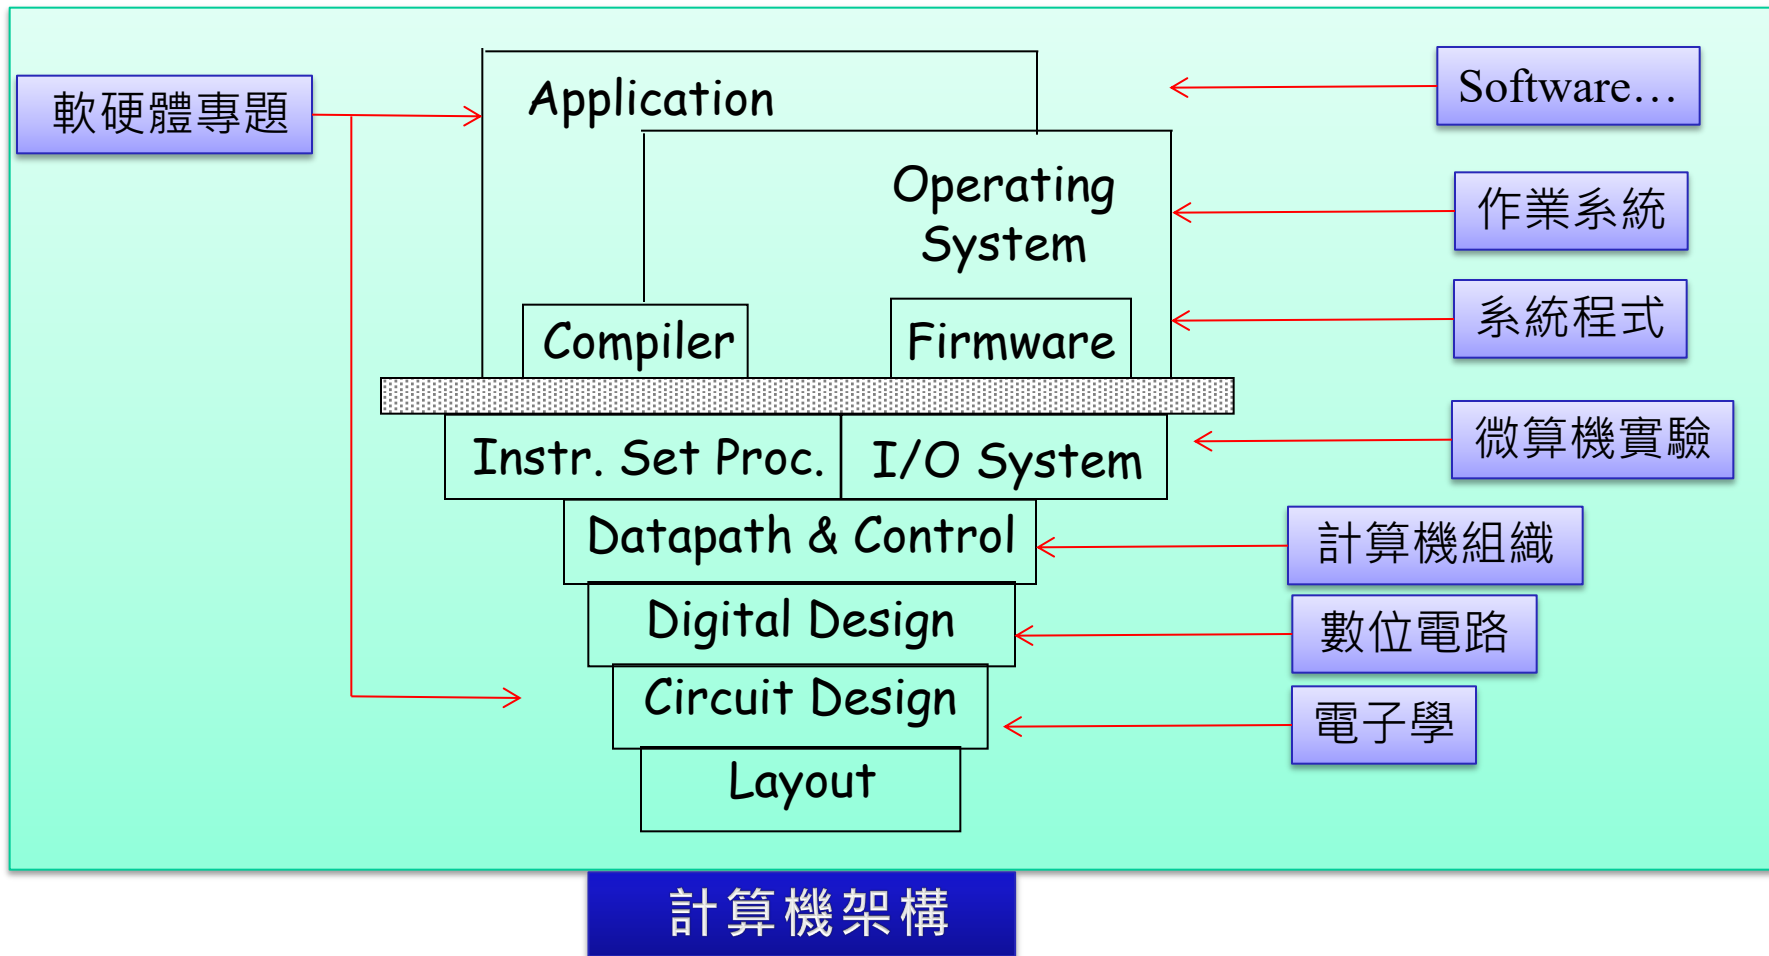 軟硬體專題
Application
Software…
Operating
System
作業系統
Compiler
Firmware
系統程式
Instr. Set Proc.
I/O System
微算機實驗
Datapath & Control
計算機組織
Digital Design
數位電路
Circuit Design
電子學
Layout
計算機架構